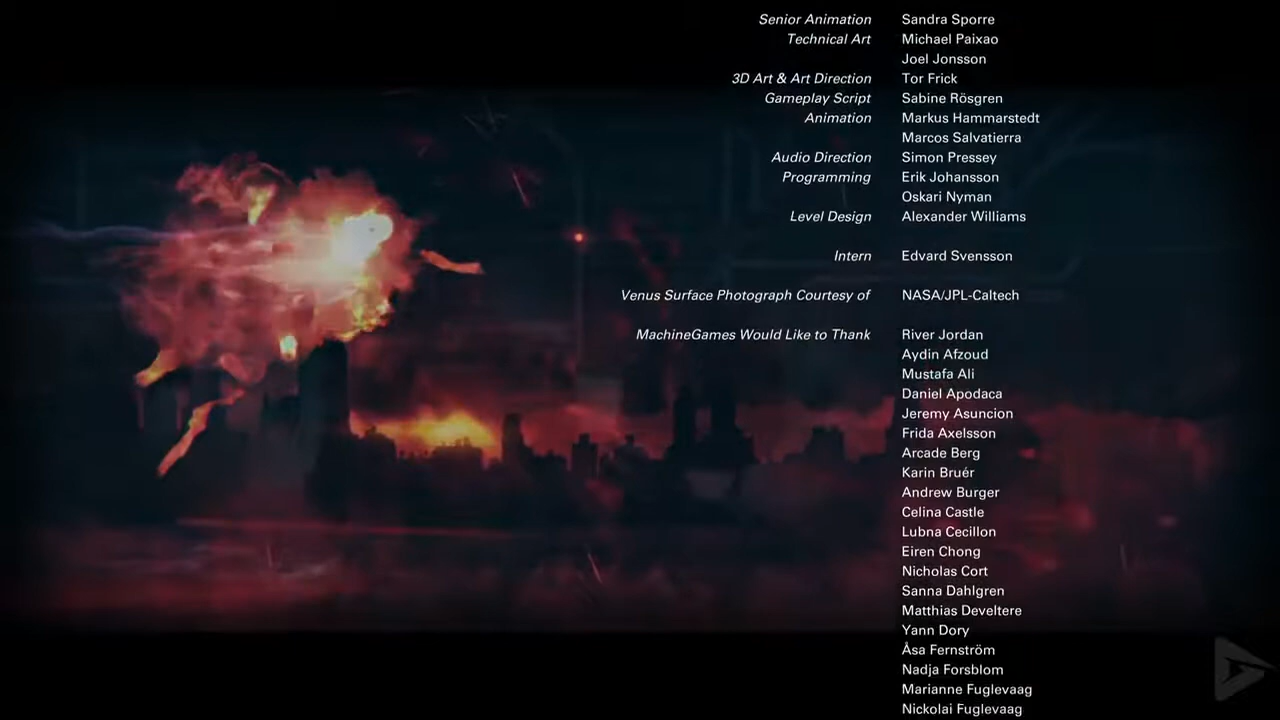 Senior Animation Sandra Sporre
Technical Art Michael Paixao
Joel Jonsson
3D Art & Art Direction Tor Frick
Gameplay Script Sabine Rösgren
Animation Markus Hammarstedt
Marcos Salvatierra
Audio Direction Simon Pressey
Programming Erik Johansson
Oskari Nyman
Level Design Alexander Williams
Intern Edvard Svensson
Venus Surface Photograph Courtesy of NASA/JPL-Caltech
MachineGames Would Like to Thank River Jordan
Aydin Afzoud
Mustafa Ali
Daniel Apodaca
Jeremy Asuncion
Frida Axelsson
Arcade Berg
Karin Bruér
Andrew Burger
Celina Castle
Lubna Cecillon
Eiren Chong
Nicholas Cort
Sanna Dahlgren
Matthias Develtere
Yann Dory
Åsa Fernström
Nadja Forsblom
Marianne Fuglevaag
Nickolai Fuglevaag